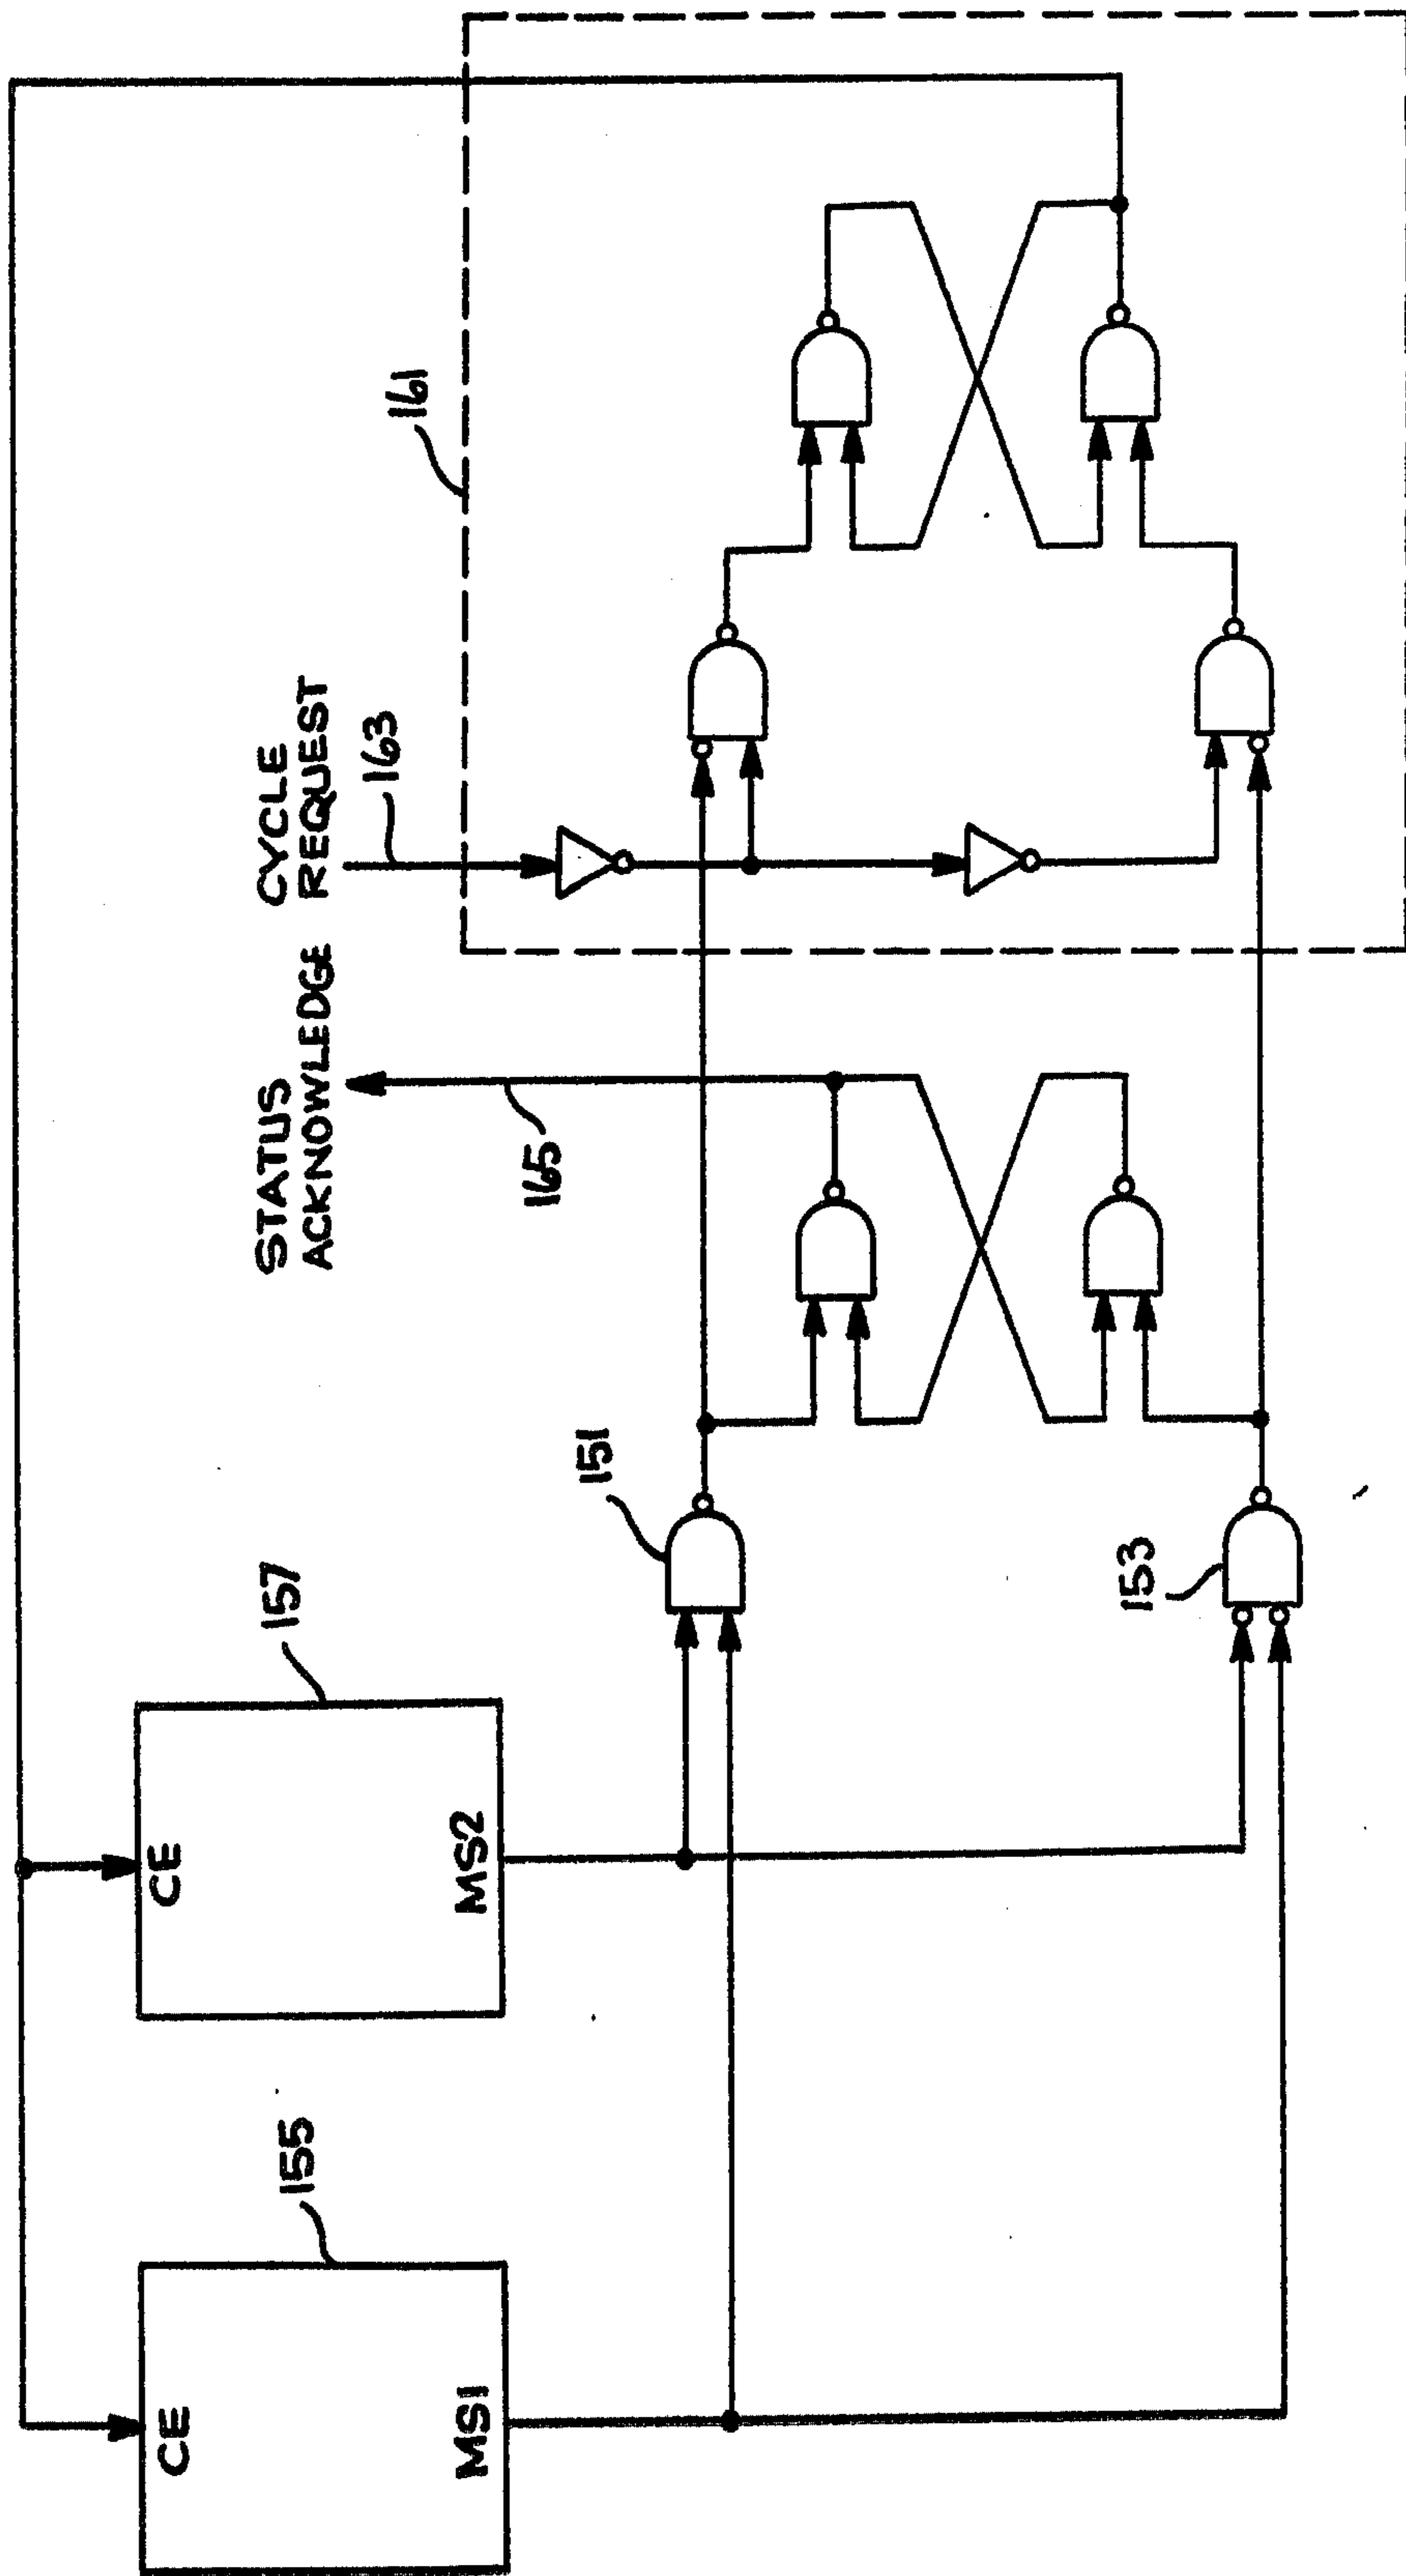 CE
MS1
155
CE
MS2
157
151
153
STATUS
ACKNOWLEDGE
165
CYCLE
REQUEST
163
161